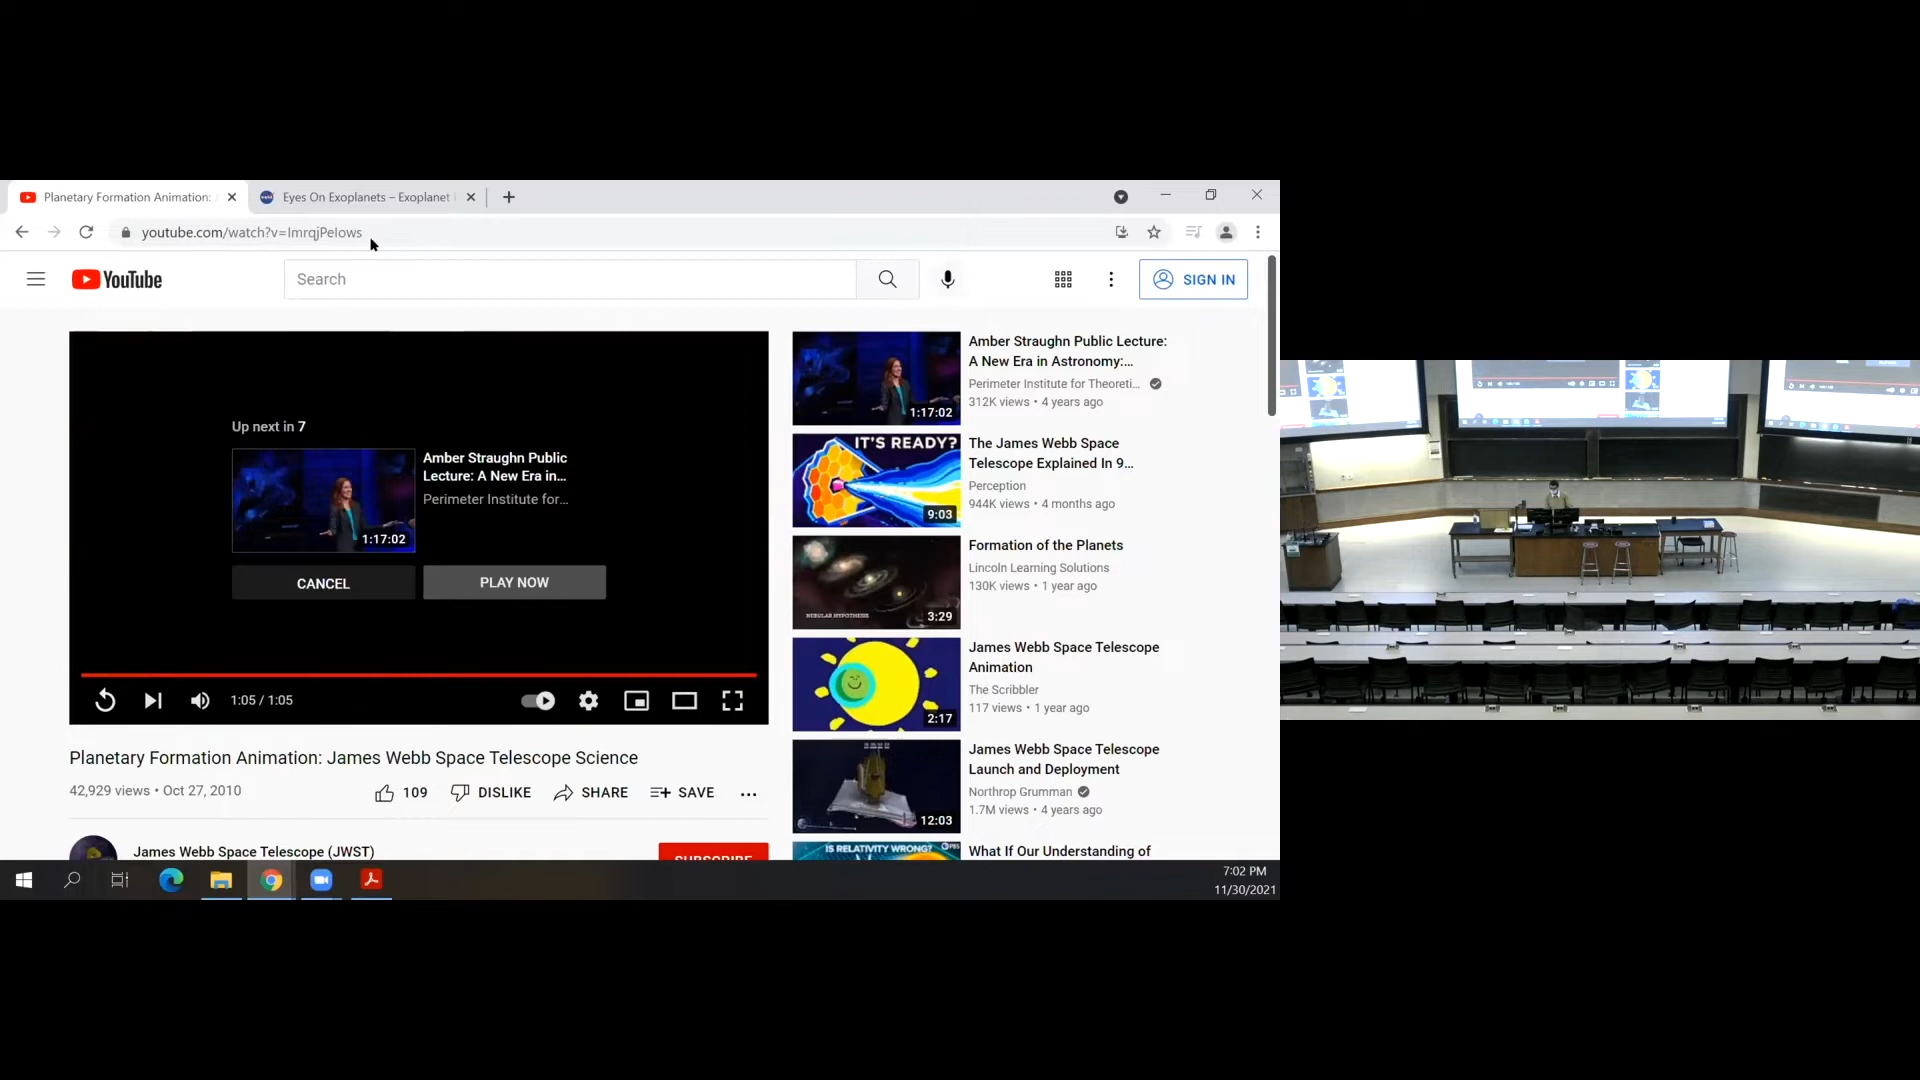 Planetary Formation Animation:
Eyes On Exoplanets – Exoplanet
youtube.com/watch?v=ImrqjPeIows
YouTube
Search
SIGN IN
Up next in 7
Amber Straughn Public
Lecture: A New Era in...
Perimeter Institute for...
1:17:02
CANCEL
PLAY NOW
1:05 / 1:05
Planetary Formation Animation: James Webb Space Telescope Science
42,929 views • Oct 27, 2010
109
DISLIKE
SHARE
SAVE
James Webb Space Telescope (JWST)
SUBSCRIBE
1:17:02
Amber Straughn Public Lecture:
A New Era in Astronomy:...
Perimeter Institute for Theoreti...
312K views • 4 years ago
IT'S READY?
9:03
The James Webb Space
Telescope Explained In 9...
Perception
944K views • 4 months ago
NEBULAR HYPOTHESIS
3:29
Formation of the Planets
Lincoln Learning Solutions
130K views • 1 year ago
2:17
James Webb Space Telescope
Animation
The Scribbler
117 views • 1 year ago
12:03
James Webb Space Telescope
Launch and Deployment
Northrop Grumman
1.7M views • 4 years ago
IS RELATIVITY WRONG?
PBS
What If Our Understanding of
7:02 PM
11/30/2021